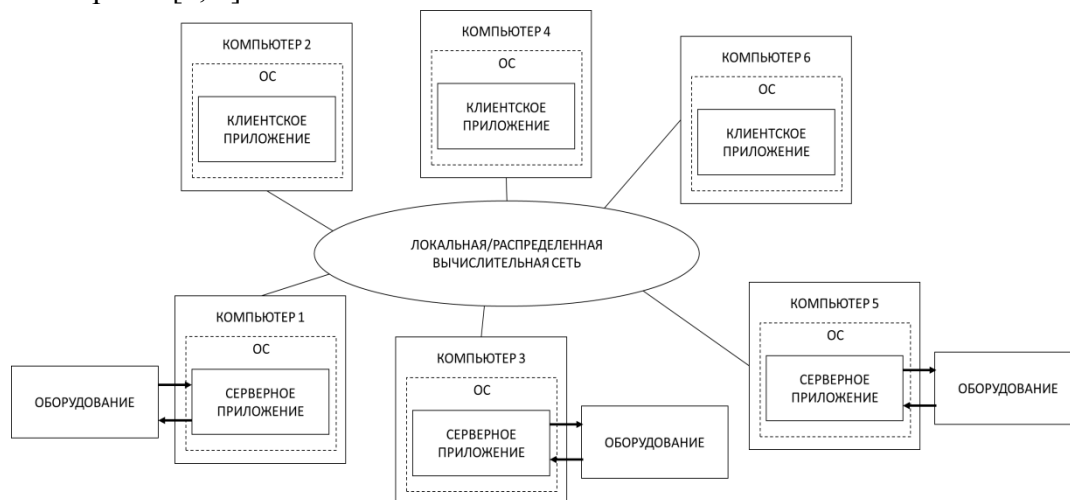 КОМПЬЮТЕР 2
ОС
КЛИЕНТСКОЕ
ПРИЛОЖЕНИЕ
КОМПЬЮТЕР 4
ОС
КЛИЕНТСКОЕ
ПРИЛОЖЕНИЕ
КОМПЬЮТЕР 6
ОС
КЛИЕНТСКОЕ
ПРИЛОЖЕНИЕ
ЛОКАЛЬНАЯ/РАСПРЕДЕЛЕННАЯ
ВЫЧИСЛИТЕЛЬНАЯ СЕТЬ
КОМПЬЮТЕР 1
ОС
СЕРВЕРНОЕ
ПРИЛОЖЕНИЕ
ОБОРУДОВАНИЕ
КОМПЬЮТЕР 3
ОС
СЕРВЕРНОЕ
ПРИЛОЖЕНИЕ
ОБОРУДОВАНИЕ
КОМПЬЮТЕР 5
ОС
СЕРВЕРНОЕ
ПРИЛОЖЕНИЕ
ОБОРУДОВАНИЕ